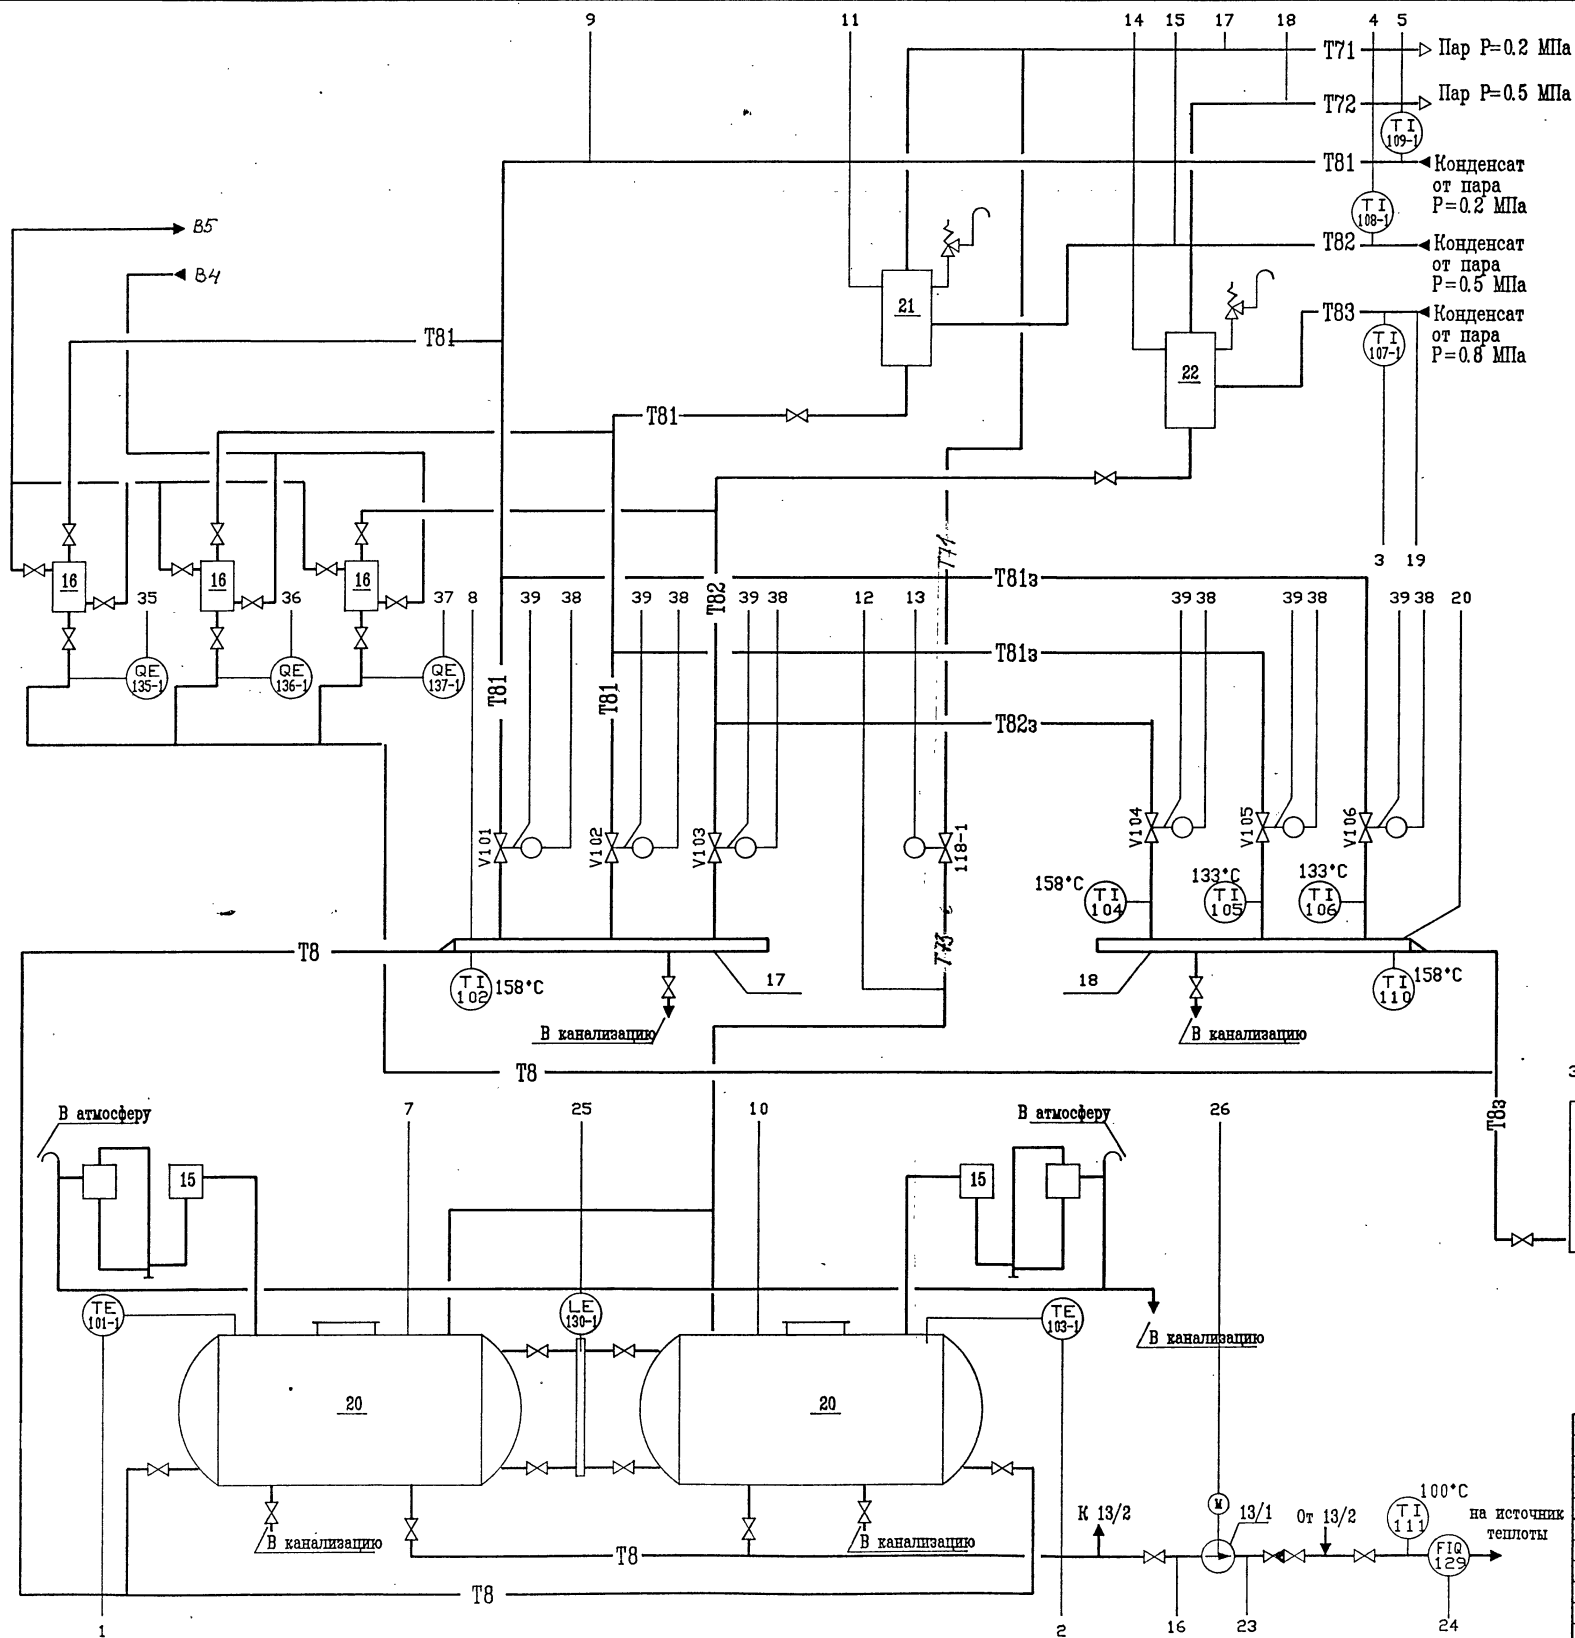 9
11
14 15 17 18 4 5
T71
Пар P=0.2 МПа
T72
Пар P=0.5 МПа
TI
109-1
T81
Конденсат
от пара
P=0.2 МПа
TI
108-1
B5
T82
Конденсат
от пара
P=0.5 МПа
B4
21
T83
Конденсат
от пара
P=0.8 МПа
T81
TI
107-1
22
T81
3 19
T71
16 16 16
T81з
T82
35 36 37 8 39 38 39 38 39 38 12 13 39 38 39 38 39 38 20
T81з
QE
135-1
QE
136-1
QE
137-1
T81
T81
T82з
V101
V102
V103
118-1
V104
V105
V106
158°C
TI
104
133°C
TI
105
133°C
TI
106
T8
T73
TI
102
158°C
17
18
TI
110
158°C
В канализацию
В канализацию
T8
3
В атмосферу
7 25 10
В атмосферу
26
T8з
15
15
TE
101-1
LE
130-1
TE
103-1
В канализацию
20
20
100°C
К 13/2
M
13/1
От 13/2
TI
111
на источник
теплоты
В канализацию
В канализацию
T8
FIQ
129
T8
1
2
16
23
24